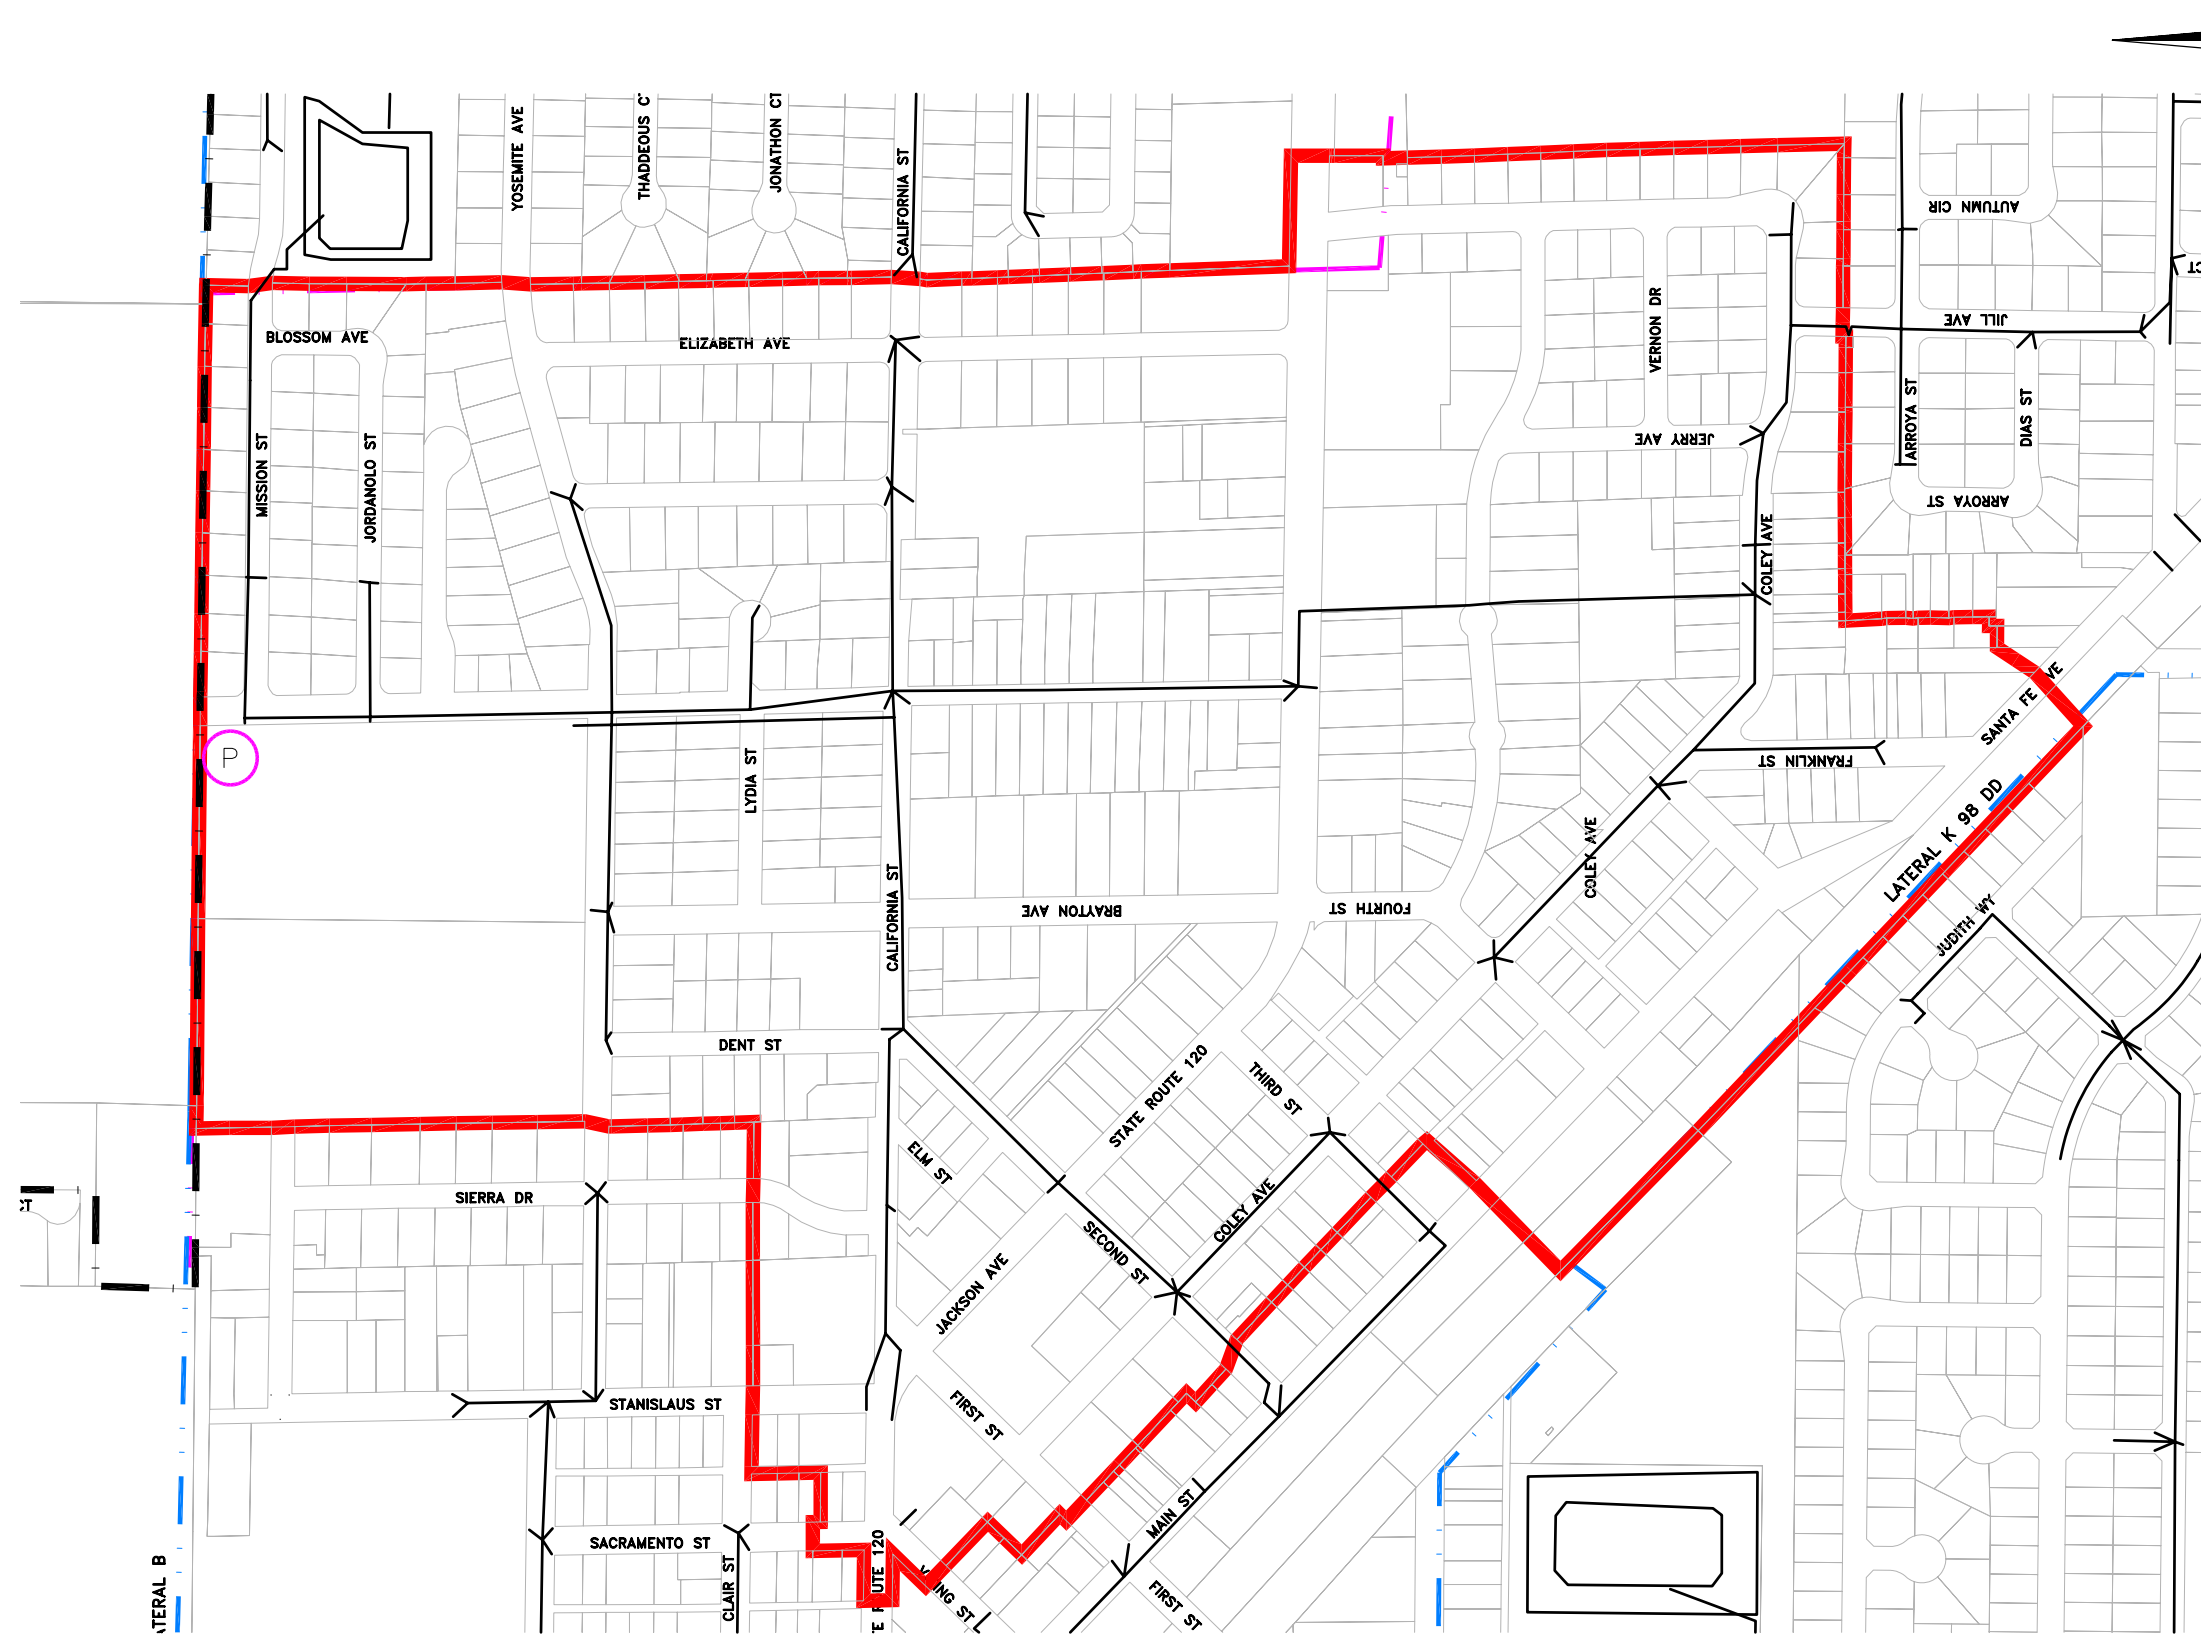 YOSEMITE AVE
THADDEOUS
JONATHON CT
CALIFORNIA ST
AUTUMN CIR
BLOSSOM AVE
ELIZABETH AVE
VERNON DR
JILL AVE
MISSION ST
JORDANOLO ST
JERRY AVE
ARROYA ST
DIAS ST
ARROYA ST
COLEY AVE
SANTA FE AVE
P
LYDIA ST
FRANKLIN ST
LATERAL K 98 DD
COLEY AVE
CALIFORNIA ST
BRAYTON AVE
FOURTH ST
JUDITH WY
DENT ST
STATE ROUTE 120
THIRD ST
ELM ST
CT
SIERRA DR
COLEY AVE
SECOND ST
JACKSON AVE
STANISLAUS ST
FIRST ST
MAIN ST
SACRAMENTO ST
CLAIR ST
UTE 120
ATERAL B
ST
FIRST ST